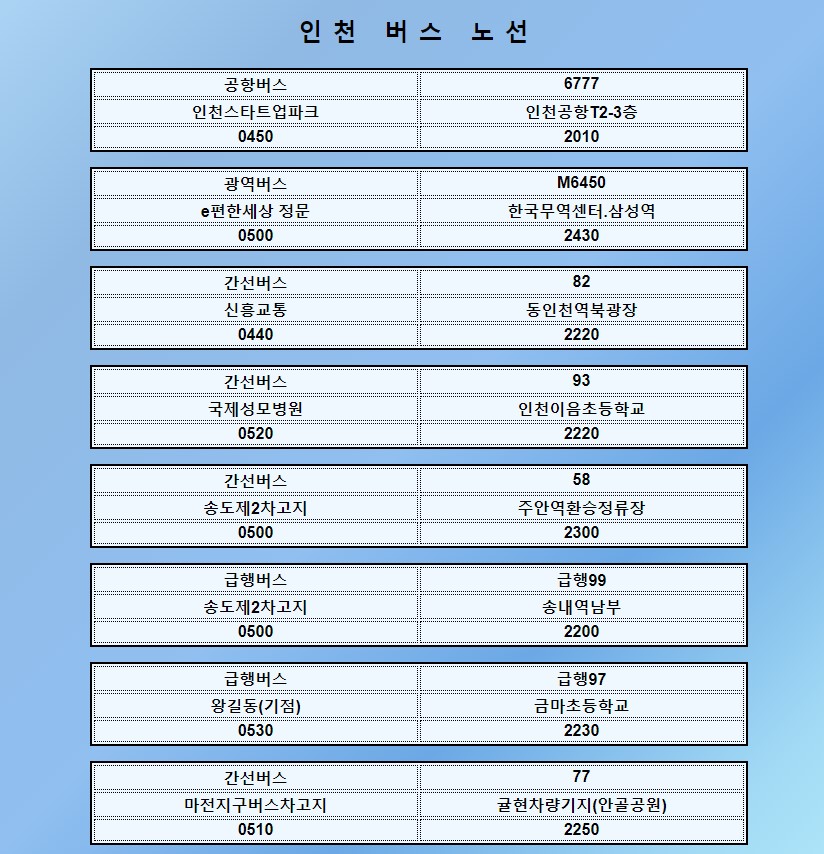 인천 버스 노선
공항버스 6777
인천스타트업파크 인천공항T2-3층
0450 2010
광역버스 M6450
e편한세상 정문 한국무역센터.삼성역
0500 2430
간선버스 82
신흥교통 동인천역북광장
0440 2220
간선버스 93
국제성모병원 인천이음초등학교
0520 2220
간선버스 58
송도제2차고지 주안역환승정류장
0500 2300
급행버스 급행99
송도제2차고지 송내역남부
0500 2200
급행버스 급행97
왕길동(기점) 금마초등학교
0530 2230
간선버스 77
마전지구버스차고지 귤현차량기지(안골공원)
0510 2250